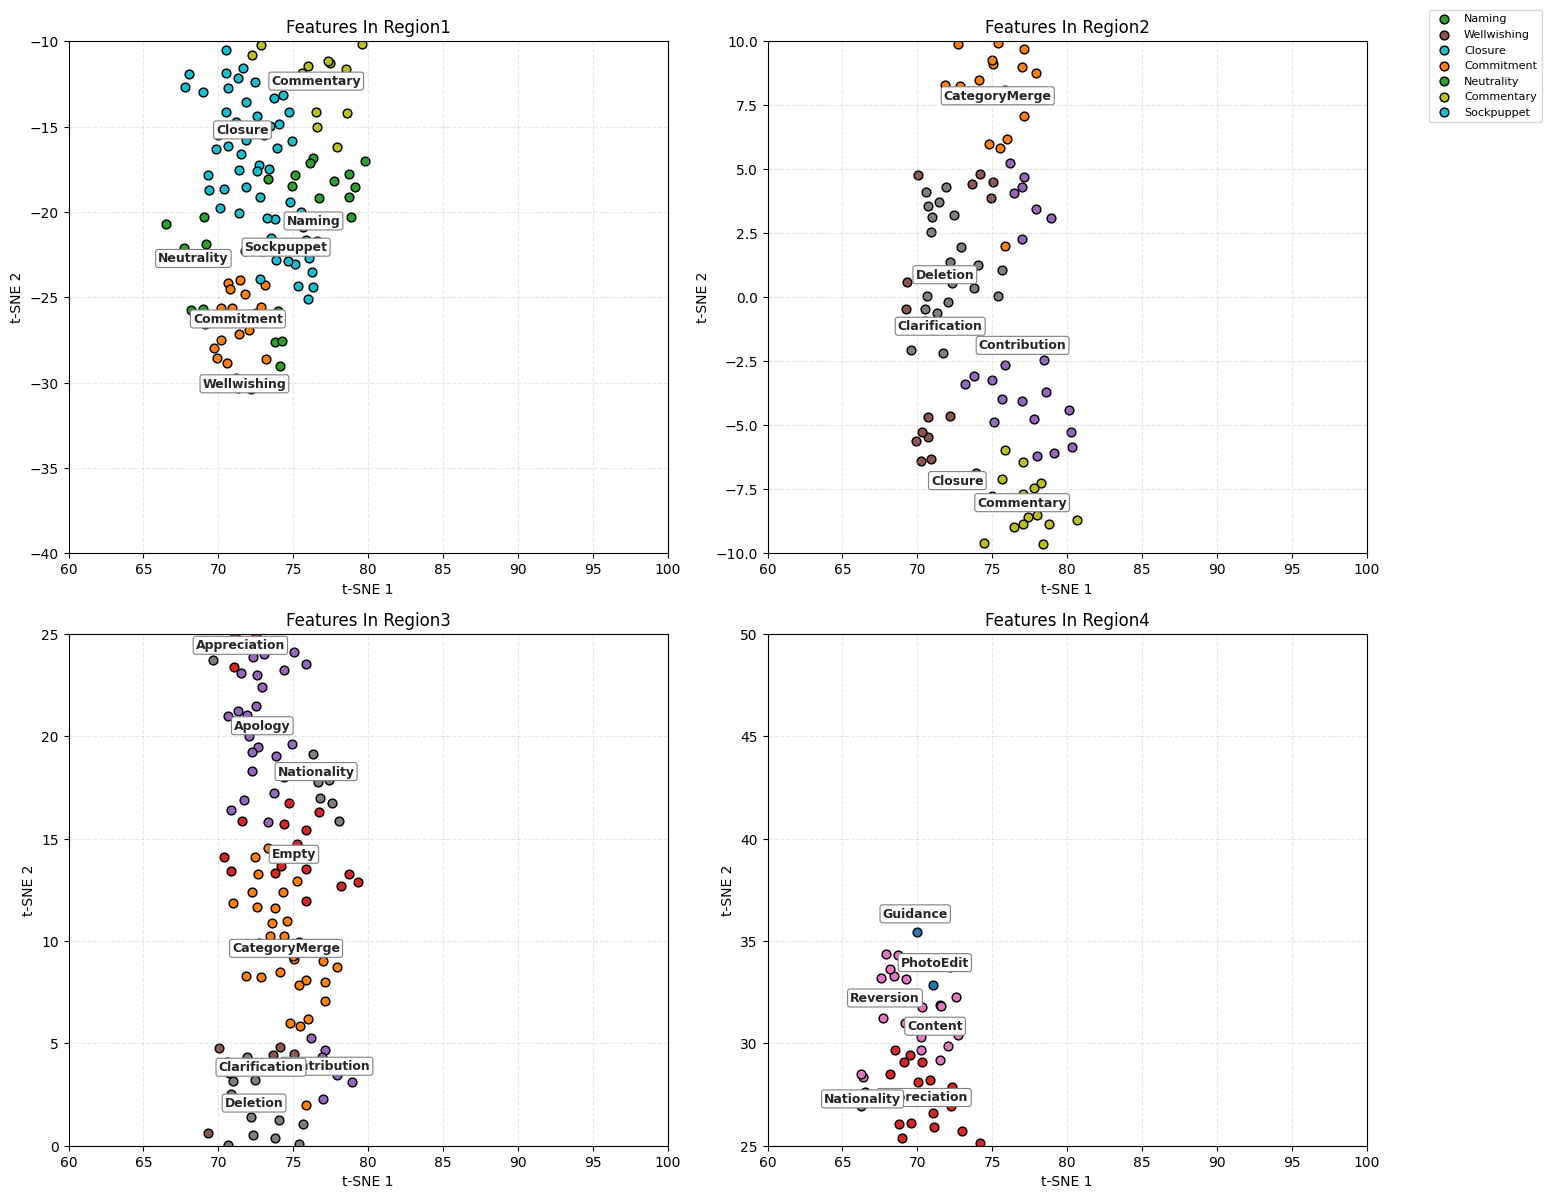 Features In Region1
−10
−15
−20
−25
−30
−35
−40
t-SNE 2
60 65 70 75 80 85 90 95 100
t-SNE 1
Commentary
Closure
Naming
Sockpuppet
Neutrality
Commitment
Wellwishing
Features In Region2
10.0
7.5
5.0
2.5
0.0
−2.5
−5.0
−7.5
−10.0
t-SNE 2
60 65 70 75 80 85 90 95 100
t-SNE 1
CategoryMerge
Deletion
Clarification
Contribution
Closure
Commentary
Naming
Wellwishing
Closure
Commitment
Neutrality
Commentary
Sockpuppet
Features In Region3
25
20
15
10
5
0
t-SNE 2
60 65 70 75 80 85 90 95 100
t-SNE 1
Appreciation
Apology
Nationality
Empty
CategoryMerge
Clarification ntribution
Deletion
Features In Region4
50
45
40
35
30
25
t-SNE 2
60 65 70 75 80 85 90 95 100
t-SNE 1
Guidance
PhotoEdit
Reversion
Content
Nationality reciation